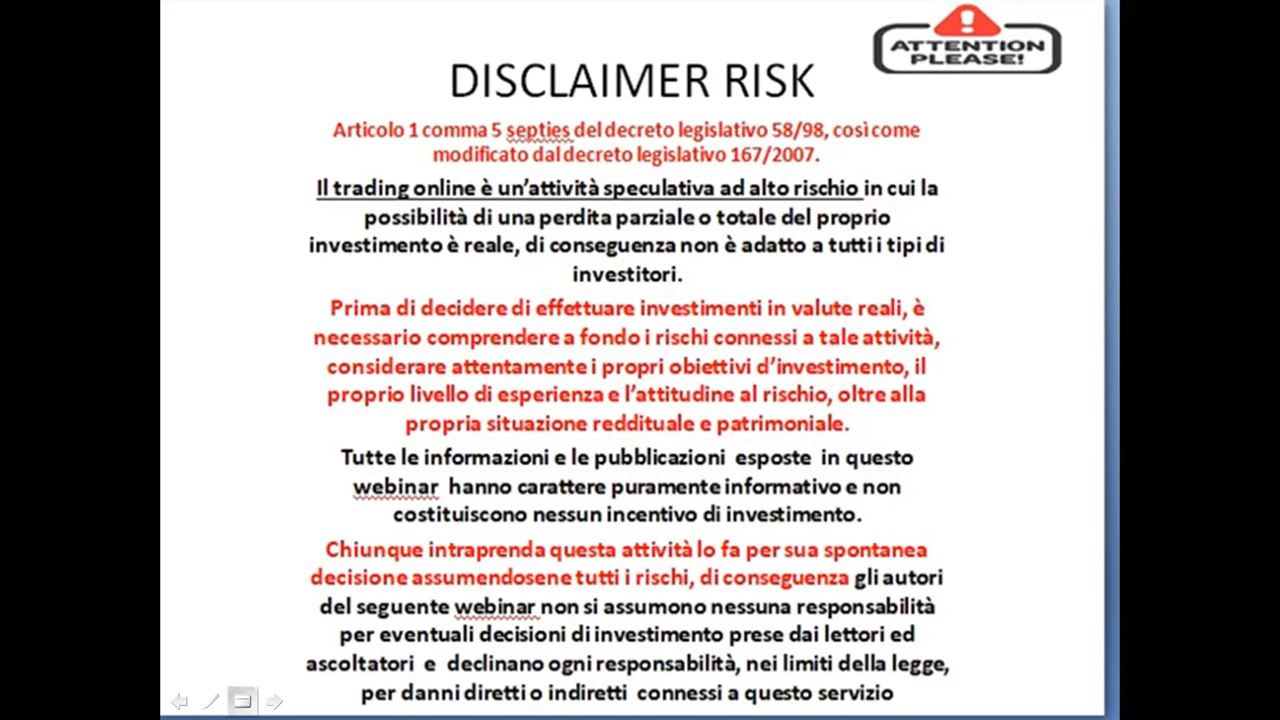 ATTENTION
PLEASE!
DISCLAIMER RISK
Articolo 1 comma 5 septies del decreto legislativo 58/98, così come
modificato dal decreto legislativo 167/2007.
Il trading online è un'attività speculativa ad alto rischio in cui la
possibilità di una perdita parziale o totale del proprio
investimento è reale, di conseguenza non è adatto a tutti i tipi di
investitori.
Prima di decidere di effettuare investimenti in valute reali, è
necessario comprendere a fondo i rischi connessi a tale attività,
considerare attentamente i propri obiettivi d'investimento, il
proprio livello di esperienza e l'attitudine al rischio, oltre alla
propria situazione reddituale e patrimoniale.
Tutte le informazioni e le pubblicazioni esposte in questo
webinar hanno carattere puramente informativo e non
costituiscono nessun incentivo di investimento.
Chiunque intraprenda questa attività lo fa per sua spontanea
decisione assumendosene tutti i rischi, di conseguenza gli autori
del seguente webinar non si assumono nessuna responsabilità
per eventuali decisioni di investimento prese dai lettori ed
ascoltatori e declinano ogni responsabilità, nei limiti della legge,
per danni diretti o indiretti connessi a questo servizio